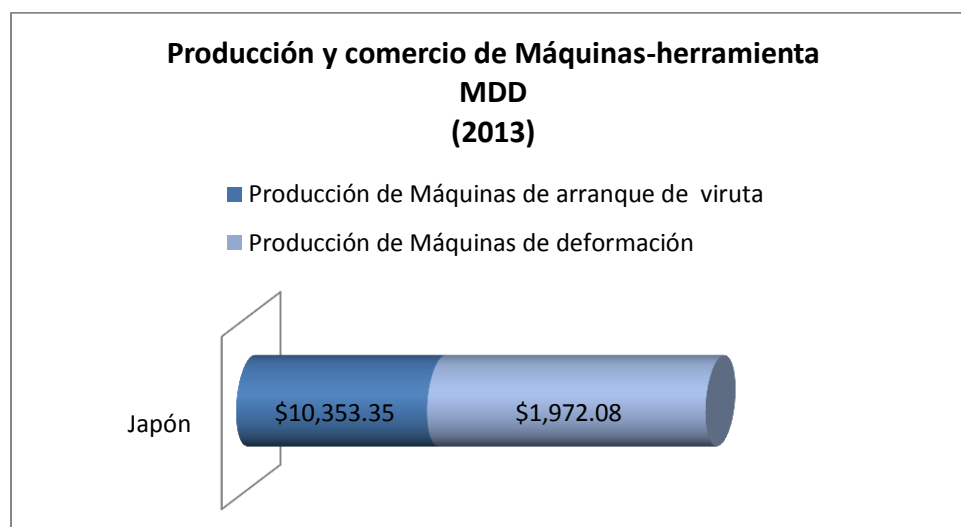 Producción y comercio de Máquinas-herramienta
MDD
(2013)
Producción de Máquinas de arranque de viruta
Producción de Máquinas de deformación
Japón
$10,353.35
$1,972.08